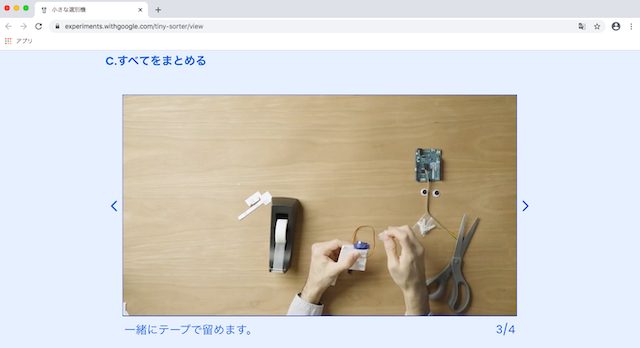 小さな選別機
experiments.withgoogle.com/tiny-sorter/view
アプリ
C.すべてをまとめる
一緒にテープで留めます。
3/4